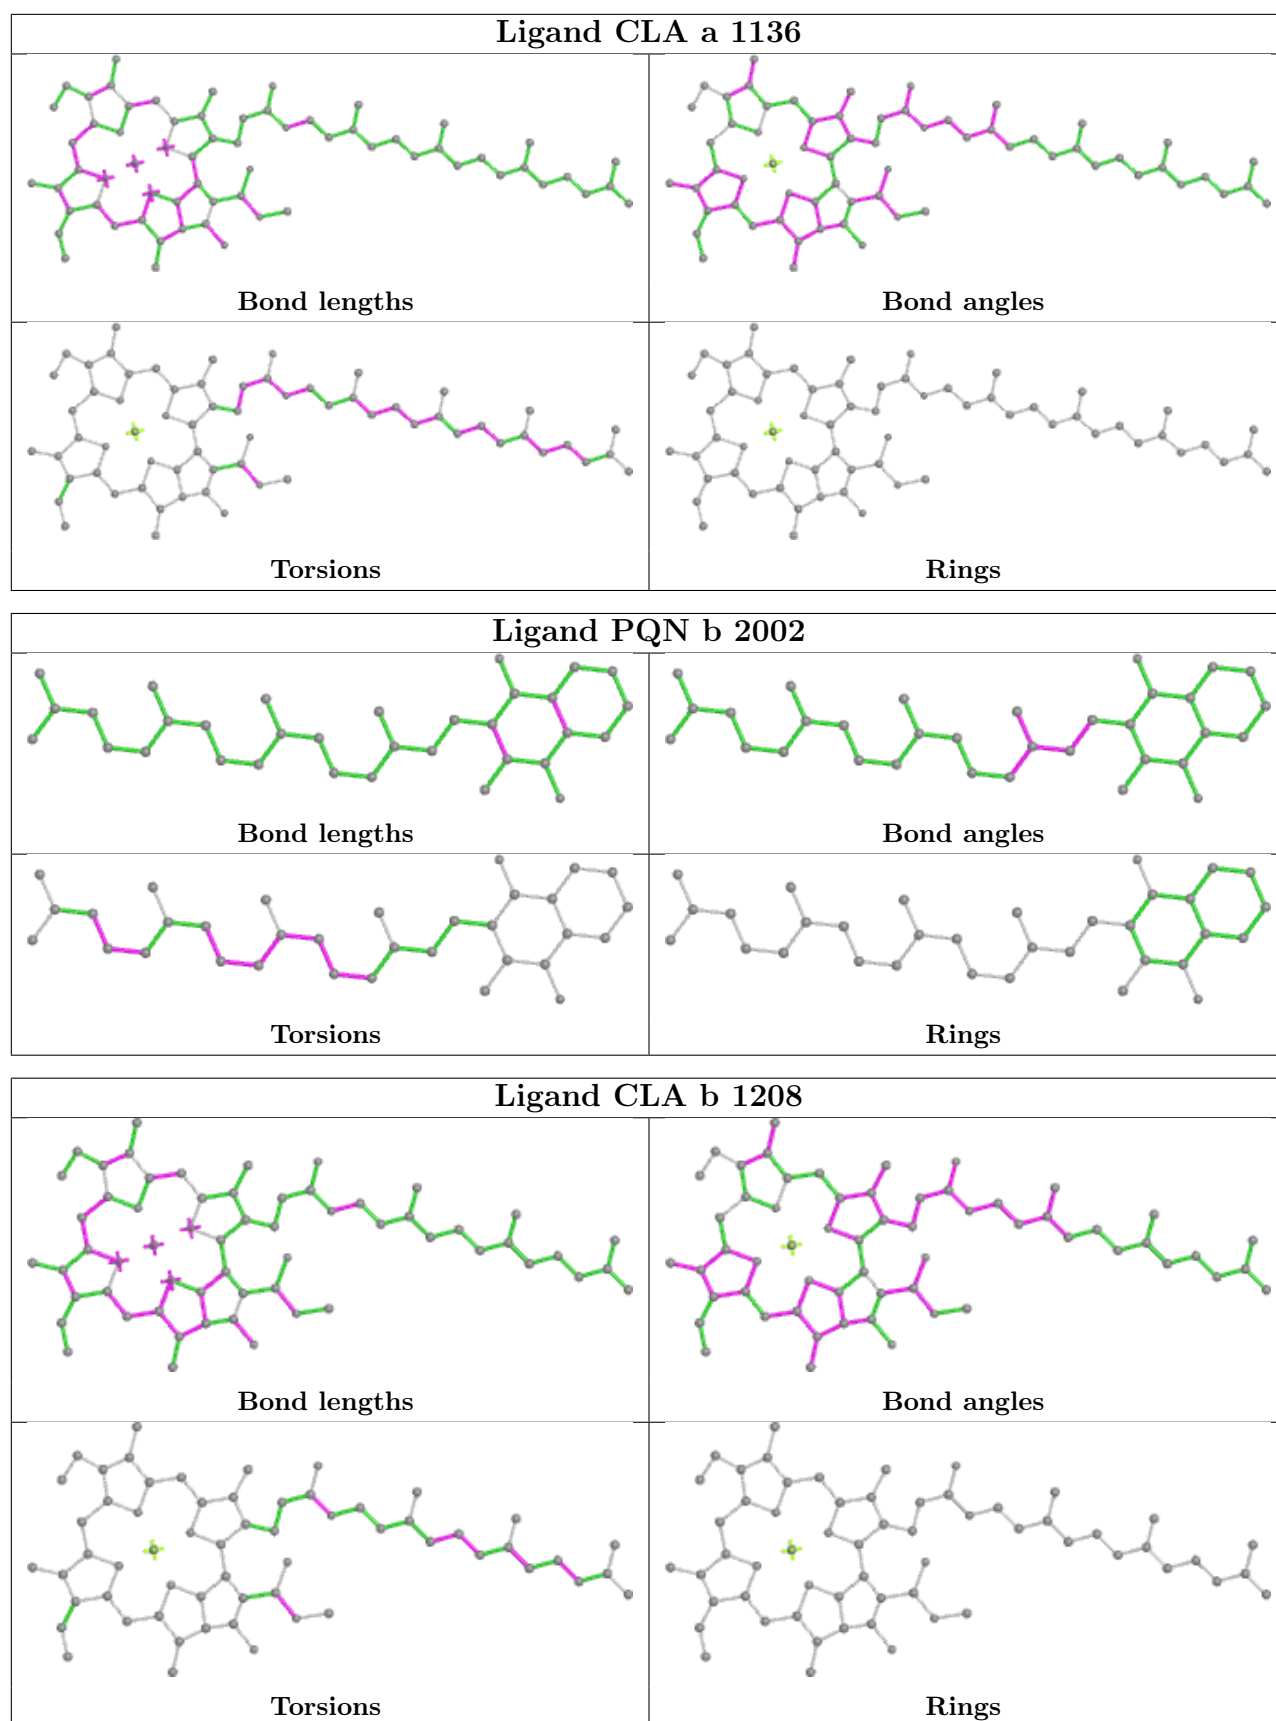 Ligand CLA a 1136
Bond lengths
Bond angles
Torsions
Rings
Ligand PQN b 2002
Bond lengths
Bond angles
Torsions
Rings
Ligand CLA b 1208
Bond lengths
Bond angles
Torsions
Rings